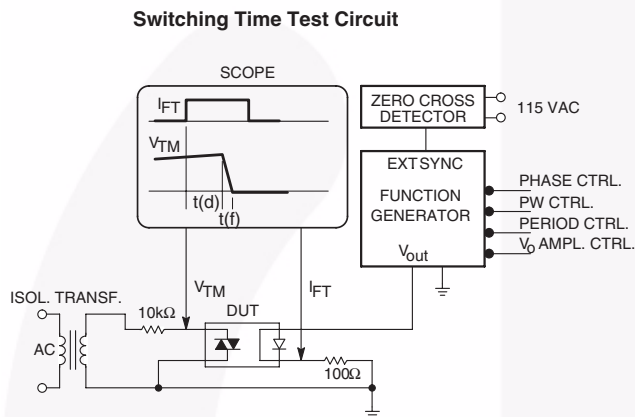 Switching Time Test Circuit
SCOPE
IFT
VTM
t(d)
t(f)
ZERO CROSS
DETECTOR
115 VAC
EXT SYNC
FUNCTION
GENERATOR
Vout
PHASE CTRL.
PW CTRL.
PERIOD CTRL.
VO AMPL. CTRL.
ISOL. TRANSF.
AC
10kΩ
VTM
DUT
IFT
100Ω